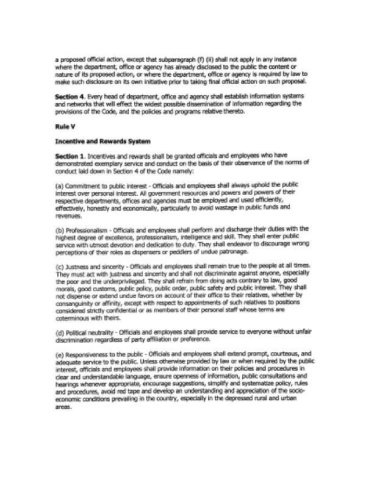 a proposed official action, except that subparagraph (f) (ii) shall not apply in any instance
where the department, office or agency has already disclosed to the public the content or
nature of its proposed action, or where the department, office or agency is required by law to
make such disclosure on its own initiative prior to taking final official action on such proposal.
Section 4. Every head of department, office and agency shall establish information systems
and networks that will effect the widest possible dissemination of information regarding the
provisions of the Code, and the policies and programs relative thereto.
Rule V
Incentive and Rewards System
Section 1. Incentives and rewards shall be granted officials and employees who have
demonstrated exemplary service and conduct on the basis of their observance of the norms of
conduct laid down in Section 4 of the Code namely:
(a) Commitment to public interest - Officials and employees shall always uphold the public
interest over personal interest. All government resources and powers and powers of their
respective departments, offices and agencies must be employed and used efficiently,
effectively, honestly and economically, particularly to avoid wastage in public funds and
revenues.
(b) Professionalism - Officials and employees shall perform and discharge their duties with the
highest degree of excellence, professionalism, intelligence and skill. They shall enter public
service with utmost devotion and dedication to duty. They shall endeavor to discourage wrong
perceptions of their roles as dispensers or peddlers of undue patronage.
(c) Justness and sincerity - Officials and employees shall remain true to the people at all times.
They must act with justness and sincerity and shall not discriminate against anyone, especially
the poor and the underprivileged. They shall refrain from doing acts contrary to law, good
morals, good customs, public policy, public order, public safety and public interest. They shall
not dispense or extend undue favors on account of their office to their relatives, whether by
consanguinity or affinity, except with respect to appointments of such relatives to positions
considered strictly confidential or as members of their personal staff whose terms are
coterminous with theirs.
(d) Political neutrality - Officials and employees shall provide service to everyone without unfair
discrimination regardless of party affiliation or preference.
(e) Responsiveness to the public - Officials and employees shall extend prompt, courteous, and
adequate service to the public. Unless otherwise provided by law or when required by the public
interest, officials and employees shall provide information on their policies and procedures in
clear and understandable language, ensure openness of information, public consultations and
hearings whenever appropriate, encourage suggestions, simplify and systematize policy, rules
and procedures, avoid red tape and develop an understanding and appreciation of the socio-
economic conditions prevailing in the country, especially in the depressed rural and urban
areas.